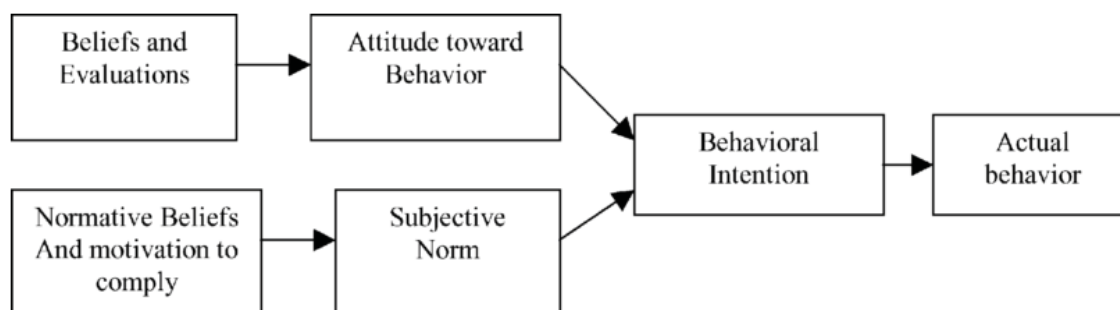 Beliefs and
Evaluations
Attitude toward
Behavior
Behavioral
Intention
Actual
behavior
Normative Beliefs
And motivation to
comply
Subjective
Norm